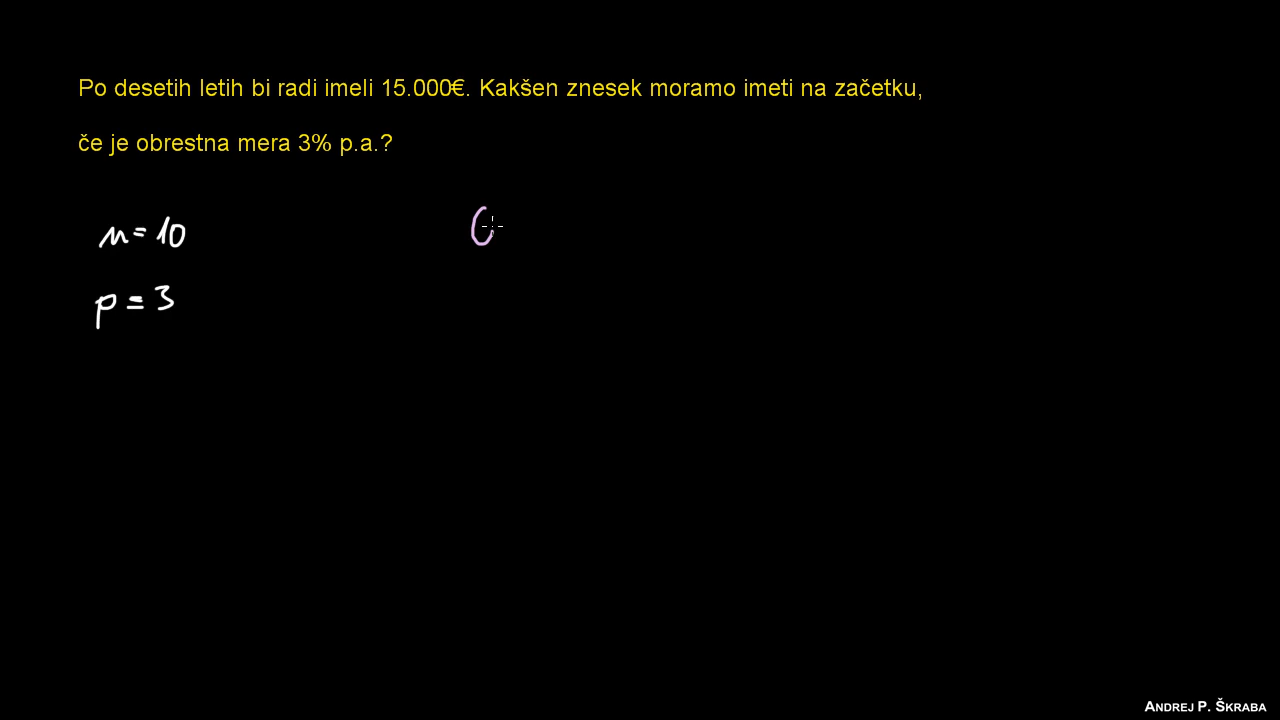 Po desetih letih bi radi imeli 15.000€. Kakšen znesek moramo imeti na začetku,
če je obrestna mera 3% p.a.?
n = 10
p = 3
ANDREJ P. ŠKRABA